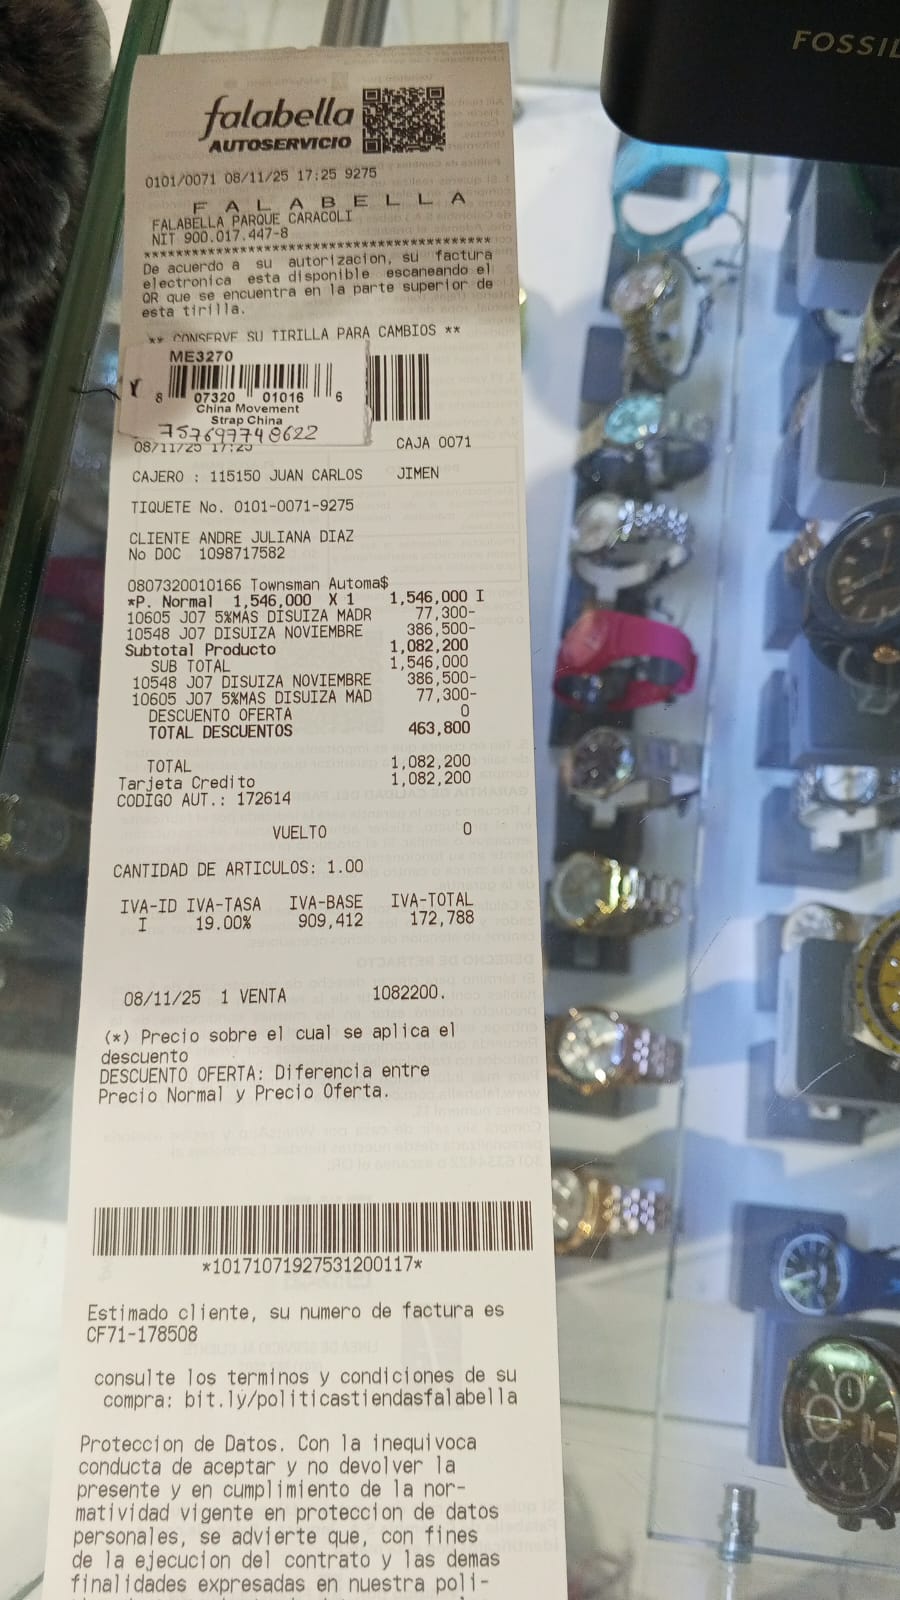 FOSSIL
falabella
AUTOSERVICIO
0101/0071 08/11/25 17:25 9275
F A L A B E L L A
FALABELLA PARQUE CARACOLI
NIT 900.017.447-8
******************************************
De acuerdo a su autorizacion, su factura
electronica esta disponible escaneando el
QR que se encuentra en la parte superior de
esta tirilla.
** CONSERVE SU TIRILLA PARA CAMBIOS **
ME3270
8 07320 01016 6
China Movement
Strap China
7576997748622
08/11/25 17:25 CAJA 0071
CAJERO : 115150 JUAN CARLOS JIMEN
TIQUETE No. 0101-0071-9275
CLIENTE ANDRE JULIANA DIAZ
No DOC 1098717582
0807320010166 Townsman Automa$
*P. Normal 1,546,000 X 1 1,546,000 I
10605 J07 5%MAS DISUIZA MADR 77,300-
10548 J07 DISUIZA NOVIEMBRE 386,500-
Subtotal Producto 1,082,200
SUB TOTAL 1,546,000
10548 J07 DISUIZA NOVIEMBRE 386,500-
10605 J07 5%MAS DISUIZA MAD 77,300-
DESCUENTO OFERTA 0
TOTAL DESCUENTOS 463,800
TOTAL 1,082,200
Tarjeta Credito 1,082,200
CODIGO AUT.: 172614
VUELTO 0
CANTIDAD DE ARTICULOS: 1.00
IVA-ID IVA-TASA IVA-BASE IVA-TOTAL
I 19.00% 909,412 172,788
08/11/25 1 VENTA 1082200.
(*) Precio sobre el cual se aplica el
descuento
DESCUENTO OFERTA: Diferencia entre
Precio Normal y Precio Oferta.
*10171071927531200117*
Estimado cliente, su numero de factura es
CF71-178508
consulte los terminos y condiciones de su
compra: bit.ly/politicastiendasfalabella
Proteccion de Datos. Con la inequivoca
conducta de aceptar y no devolver la
presente y en cumplimiento de la nor-
matividad vigente en proteccion de datos
personales, se advierte que, con fines
de la ejecucion del contrato y las demas
finalidades expresadas en nuestra poli-